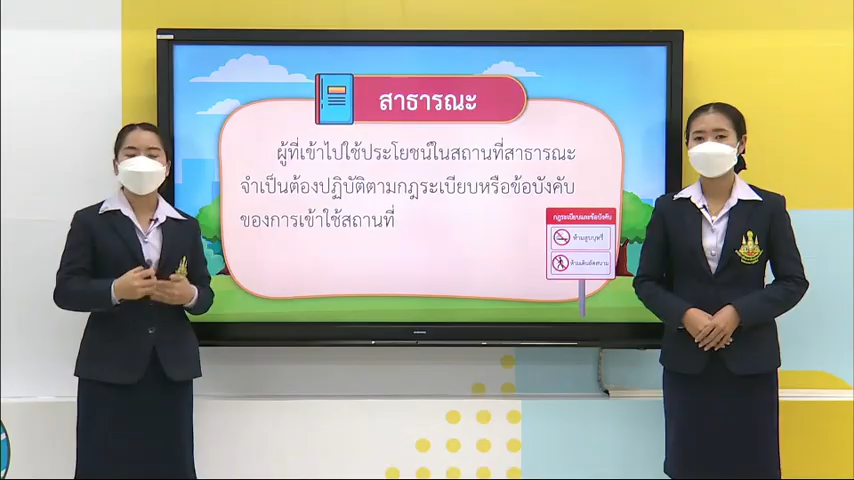 สาธารณะ
ผู้ที่เข้าไปใช้ประโยชน์ในสถานที่สาธารณะ
จำเป็นต้องปฏิบัติตามกฎระเบียบหรือข้อบังคับ
ของการเข้าใช้สถานที่
กฎระเบียบและข้อบังคับ
ห้ามสูบบุหรี่
ห้ามเดินลัดสนาม
SAMSUNG